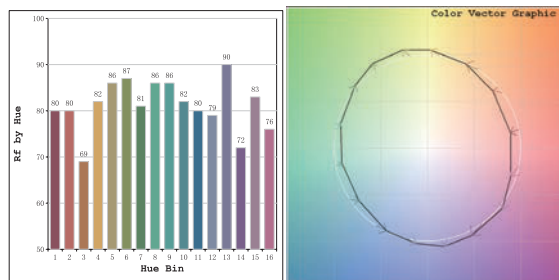 Color Vector Graphic
100
90
80
70
60
50
Rf by Hue
80 80 69 82 86 87 81 86 86 82 80 79 90 72 83 76
1 2 3 4 5 6 7 8 9 10 11 12 13 14 15 16
Hue Bin